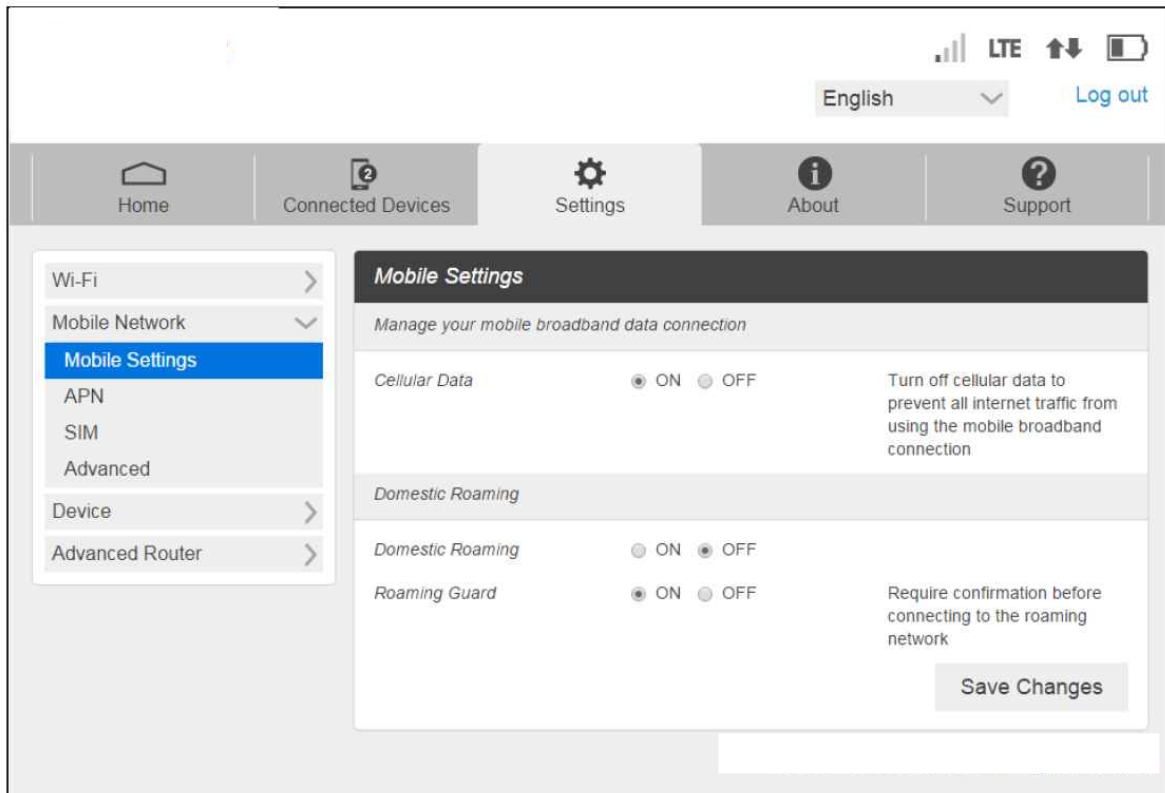 LTE
English
Log out
2
Home
Connected Devices
Settings
About
Support
Wi-Fi
Mobile Network
Mobile Settings
APN
SIM
Advanced
Device
Advanced Router
Mobile Settings
Manage your mobile broadband data connection
Cellular Data ON OFF
Turn off cellular data to
prevent all internet traffic from
using the mobile broadband
connection
Domestic Roaming
Domestic Roaming ON OFF
Roaming Guard ON OFF
Require confirmation before
connecting to the roaming
network
Save Changes